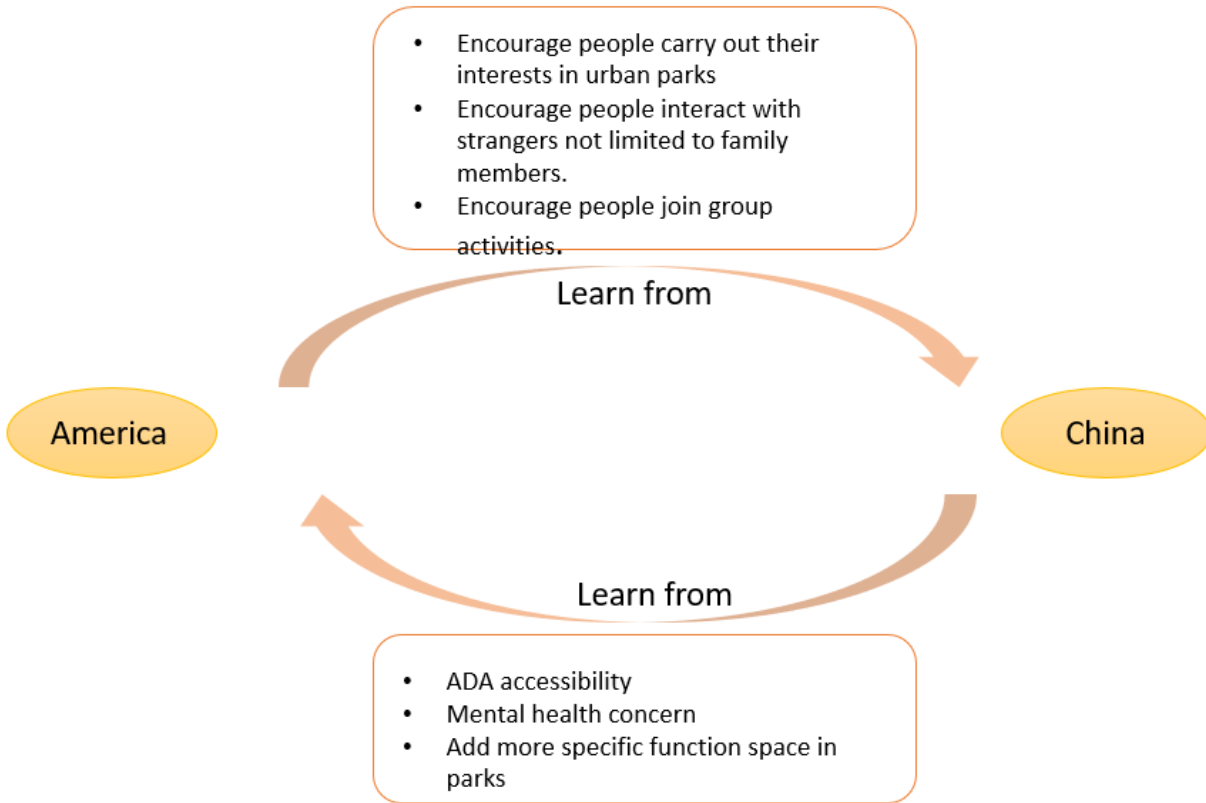 • Encourage people carry out their
interests in urban parks
• Encourage people interact with
strangers not limited to family
members.
• Encourage people join group
activities.
Learn from
America
China
Learn from
• ADA accessibility
• Mental health concern
• Add more specific function space in
parks